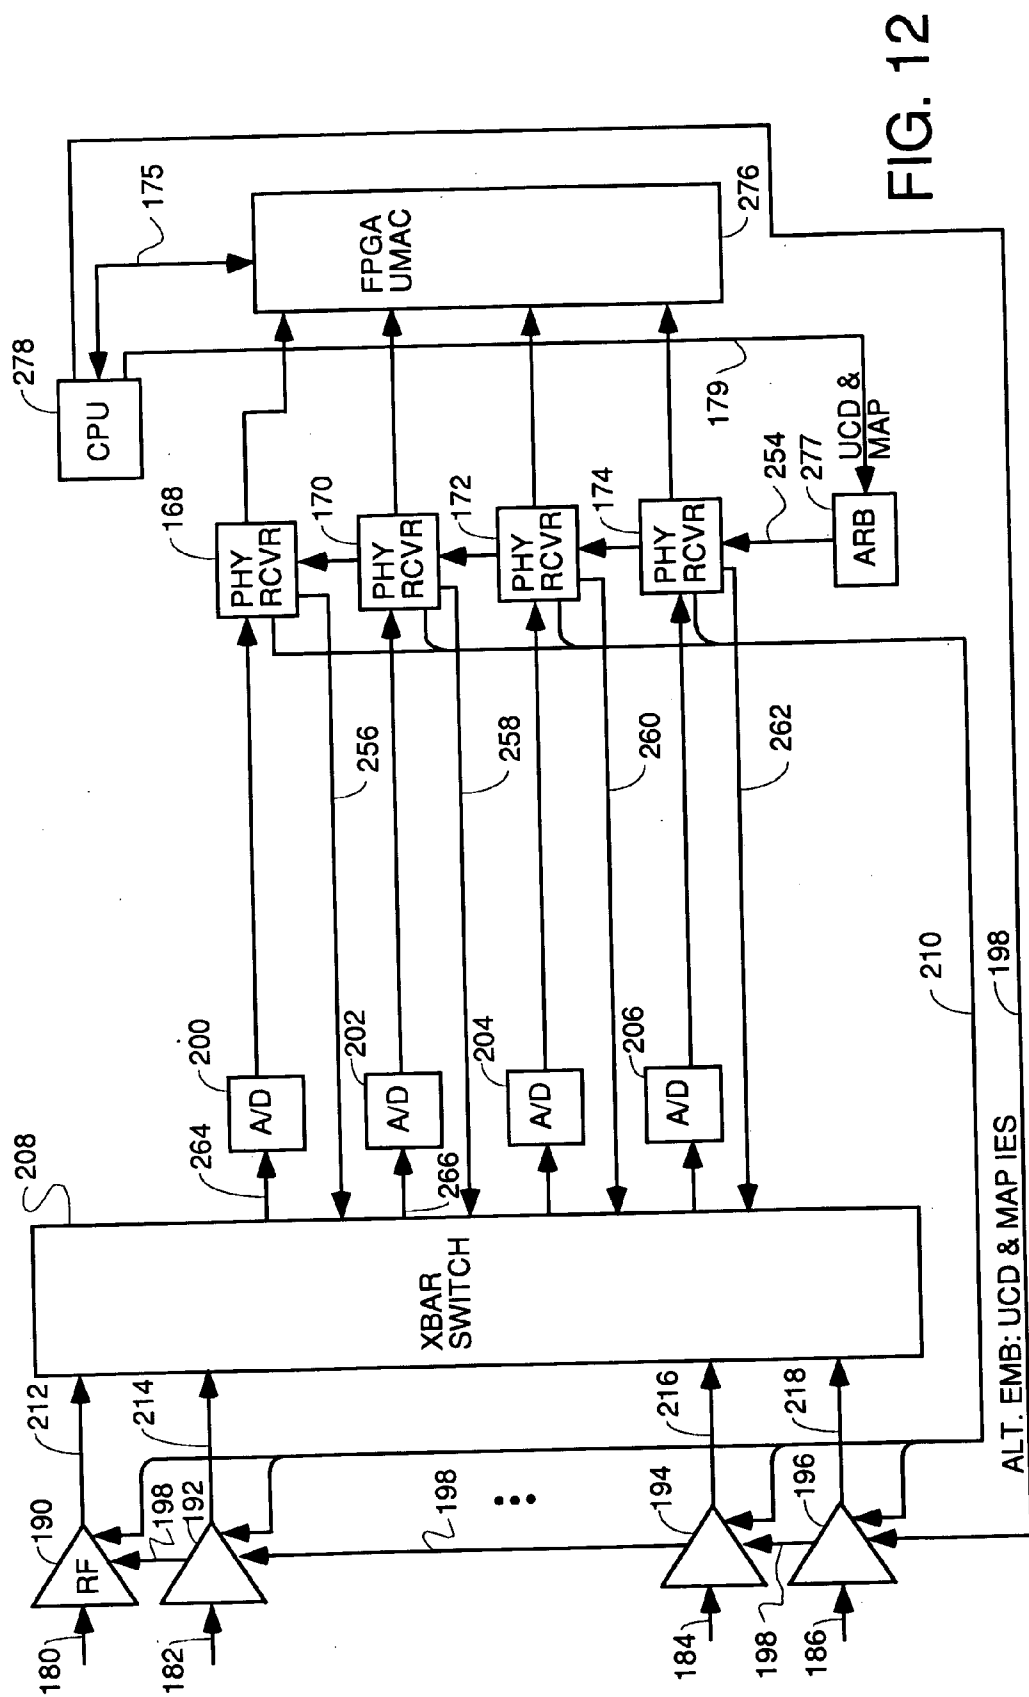 180
RF
190
212
198
182
192
214
198
184
194
216
198
186
196
218
208
XBAR
SWITCH
264
200
A/D
266
202
A/D
204
A/D
206
A/D
256
258
260
262
168
PHY
RCVR
170
PHY
RCVR
172
PHY
RCVR
174
PHY
RCVR
254
277
ARB
UCD &
MAP
179
278
CPU
175
FPGA
UMAC
276
210
198
ALT. EMB: UCD & MAP IES
FIG. 12